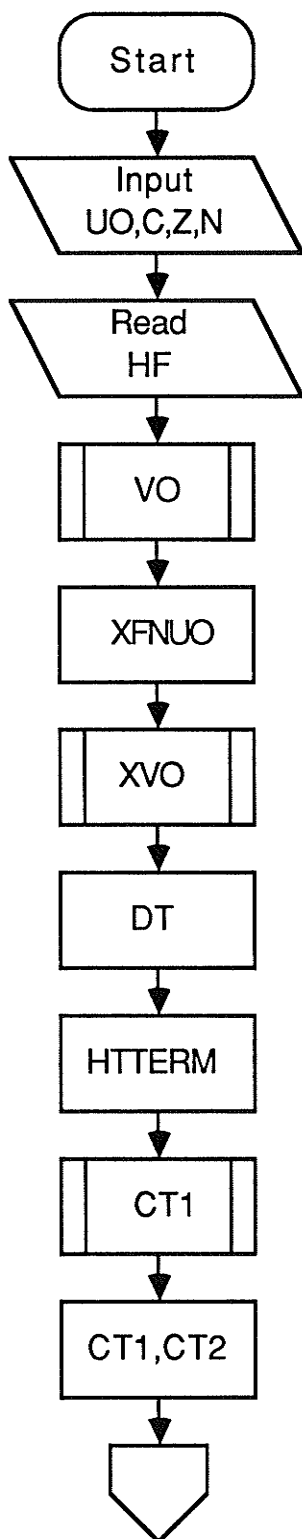 Start
Input
UO,C,Z,N
Read
HF
VO
XFNUO
XVO
DT
HTTERM
CT1
CT1,CT2